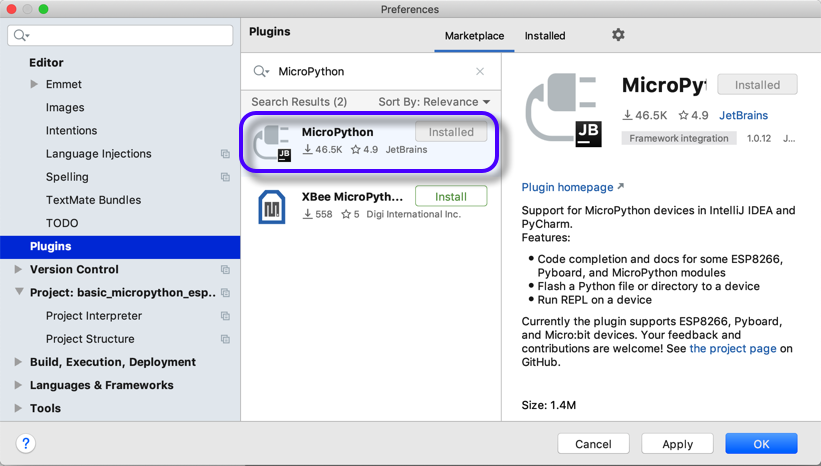 Preferences
Editor
Emmet
Images
Intentions
Language Injections
Spelling
TextMate Bundles
TODO
Plugins
Version Control
Project: basic_micropython_esp..
Project Interpreter
Project Structure
Build, Execution, Deployment
Languages & Frameworks
Tools
?
Plugins
Marketplace
Installed
MicroPython
Search Results (2)
Sort By: Relevance
MicroPython
Installed
46.5K 4.9 JetBrains
JB
XBee MicroPyth...
Install
558 5 Digi International Inc.
MicroPyt
Installed
46.5K 4.9 JetBrains
JB
Framework integration 1.0.12 J...
Plugin homepage
Support for MicroPython devices in IntelliJ IDEA and
PyCharm.
Features:
• Code completion and docs for some ESP8266,
Pyboard, and MicroPython modules
• Flash a Python file or directory to a device
• Run REPL on a device
Currently the plugin supports ESP8266, Pyboard,
and Micro:bit devices. Your feedback and
contributions are welcome! See the project page on
GitHub.
Size: 1.4M
Cancel
Apply
OK